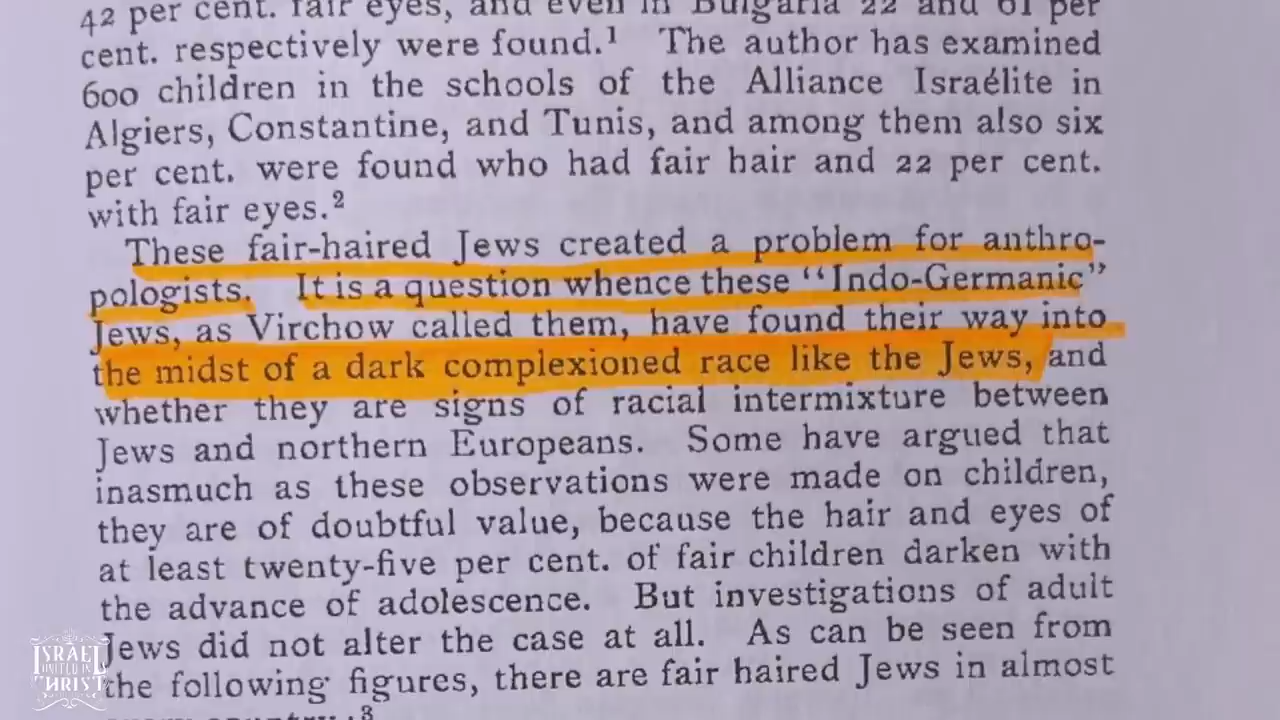 42 per cent. fair eyes, and even in Bulgaria 22 and 61 per
cent. respectively were found.¹ The author has examined
600 children in the schools of the Alliance Israélite in
Algiers, Constantine, and Tunis, and among them also six
per cent. were found who had fair hair and 22 per cent.
with fair eyes.²
These fair-haired Jews created a problem for anthro-
pologists. It is a question whence these “Indo-Germanic”
Jews, as Virchow called them, have found their way into
the midst of a dark complexioned race like the Jews, and
whether they are signs of racial intermixture between
Jews and northern Europeans. Some have argued that
inasmuch as these observations were made on children,
they are of doubtful value, because the hair and eyes of
at least twenty-five per cent. of fair children darken with
the advance of adolescence. But investigations of adult
Jews did not alter the case at all. As can be seen from
the following figures, there are fair haired Jews in almost
³
ISRAEL
UNITED IN
CHRIST